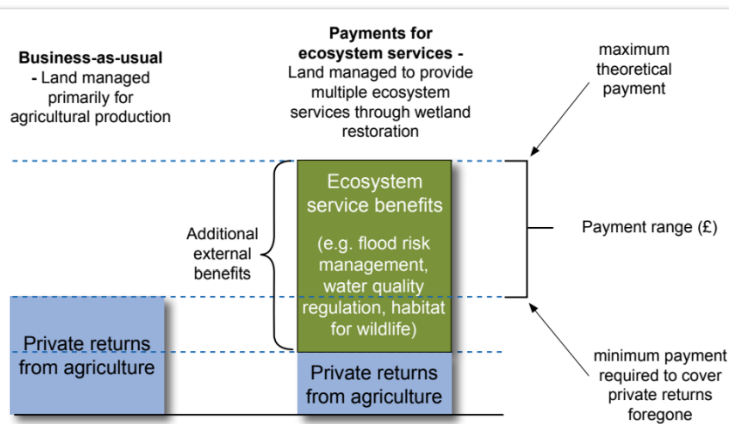 Business-as-usual
- Land managed
primarily for
agricultural production
Payments for
ecosystem services -
Land managed to provide
multiple ecosystem
services through wetland
restoration
maximum
theoretical
payment
Additional
external
benefits
Ecosystem
service benefits
(e.g. flood risk
management,
water quality
regulation, habitat
for wildlife)
Payment range (£)
Private returns
from agriculture
Private returns
from agriculture
minimum payment
required to cover
private returns
foregone